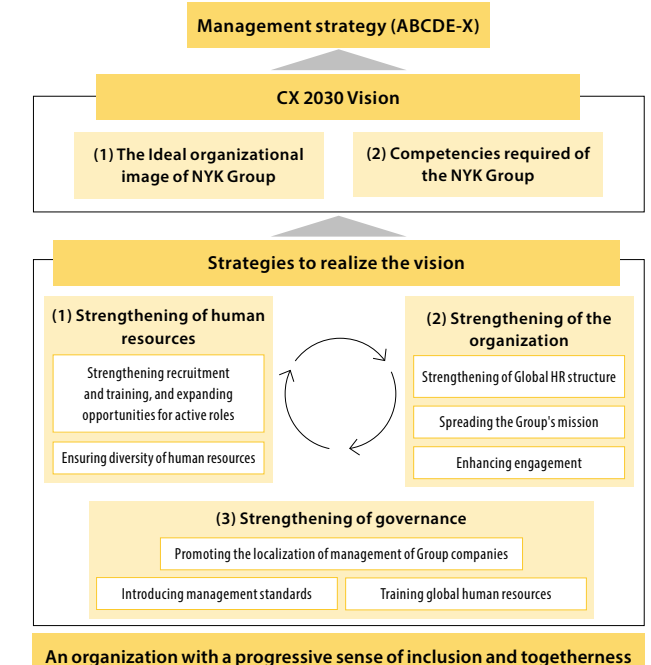 Management strategy (ABCDE-X)
CX 2030 Vision
(1) The Ideal organizational
image of NYK Group
(2) Competencies required of
the NYK Group
Strategies to realize the vision
(1) Strengthening of human
resources
Strengthening recruitment
and training, and expanding
opportunities for active roles
Ensuring diversity of human resources
(2) Strengthening of the
organization
Strengthening of Global HR structure
Spreading the Group's mission
Enhancing engagement
(3) Strengthening of governance
Promoting the localization of management of Group companies
Introducing management standards
Training global human resources
An organization with a progressive sense of inclusion and togetherness